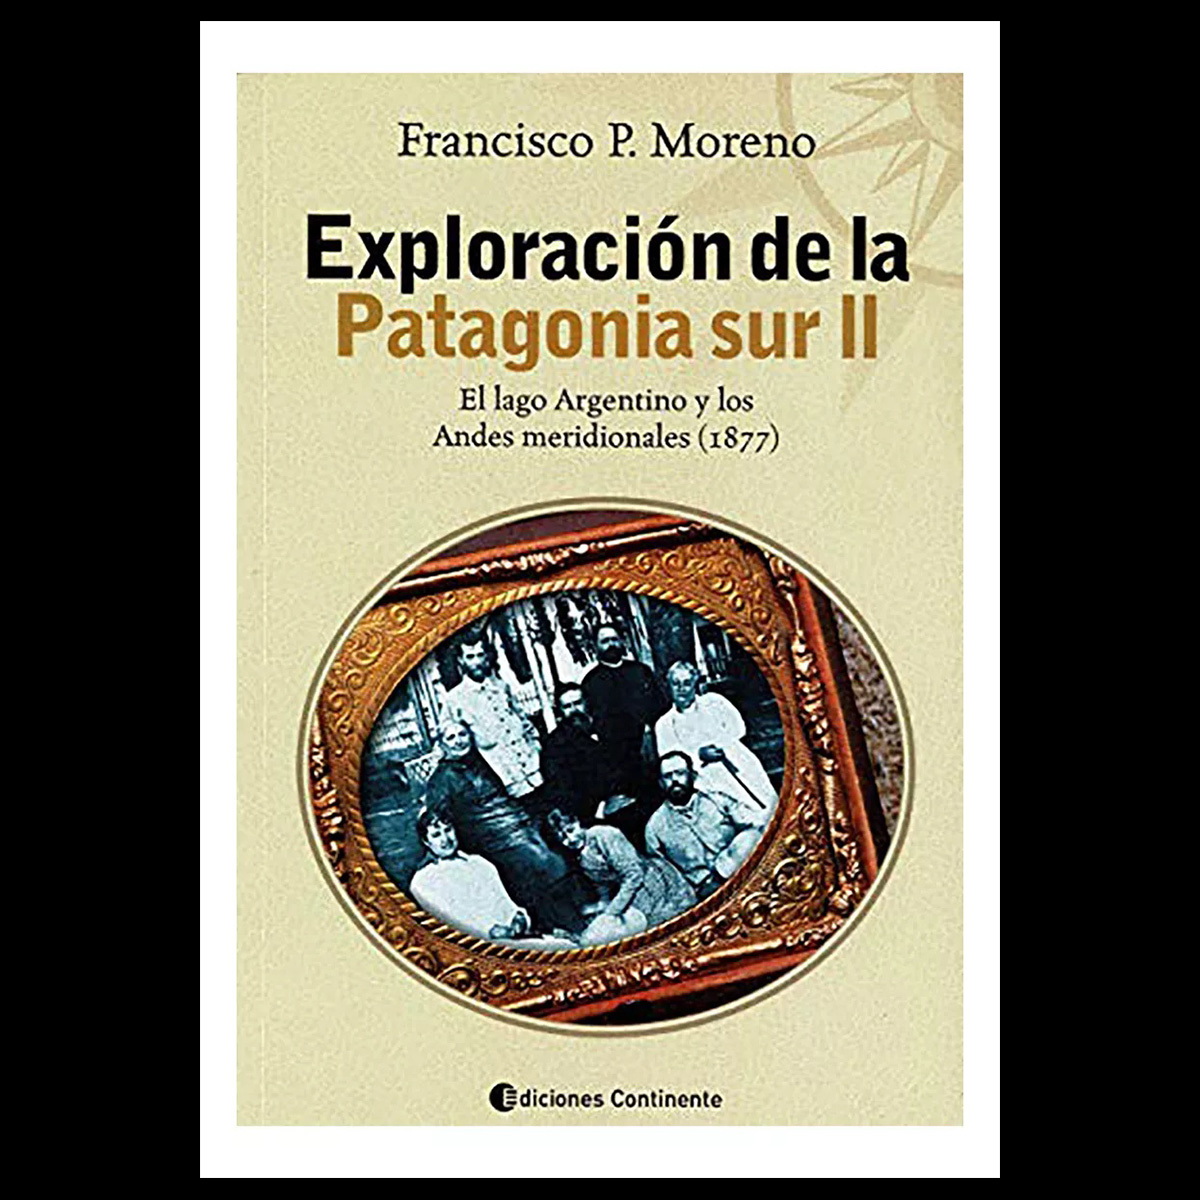 Francisco P. Moreno
Exploración de la
Patagonia sur II
El lago Argentino y los
Andes meridionales (1877)
Ediciones Continente